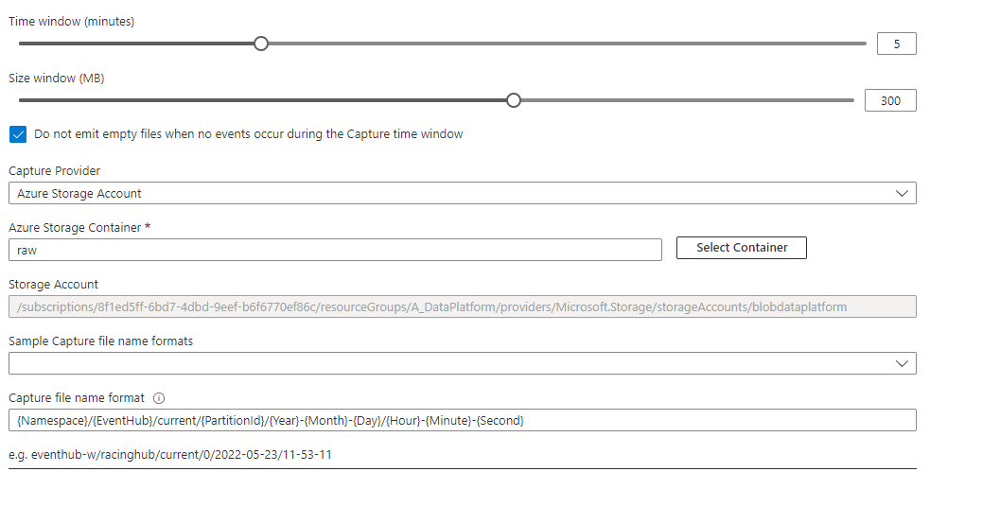 Time window (minutes)
5
Size window (MB)
300
Do not emit empty files when no events occur during the Capture time window
Capture Provider
Azure Storage Account
Azure Storage Container *
raw
Select Container
Storage Account
/subscriptions/8f1ed5ff-6bd7-4dbd-9eef-b6f6770ef86c/resourceGroups/A_DataPlatform/providers/Microsoft.Storage/storageAccounts/blobdataplatform
Sample Capture file name formats
Capture file name format
{Namespace}/{EventHub}/current/{PartitionId}/{Year}-{Month}-{Day}/{Hour}-{Minute}-{Second}
e.g. eventhub-w/racinghub/current/0/2022-05-23/11-53-11